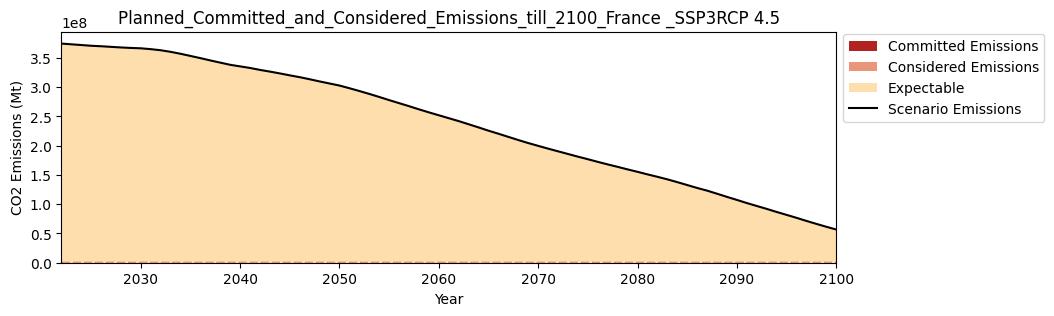 Planned_Committed_and_Considered_Emissions_till_2100_France _SSP3RCP 4.5
1e8
3.5
3.0
2.5
2.0
1.5
1.0
0.5
0.0
CO2 Emissions (Mt)
2030 2040 2050 2060 2070 2080 2090 2100
Year
Committed Emissions
Considered Emissions
Expectable
Scenario Emissions